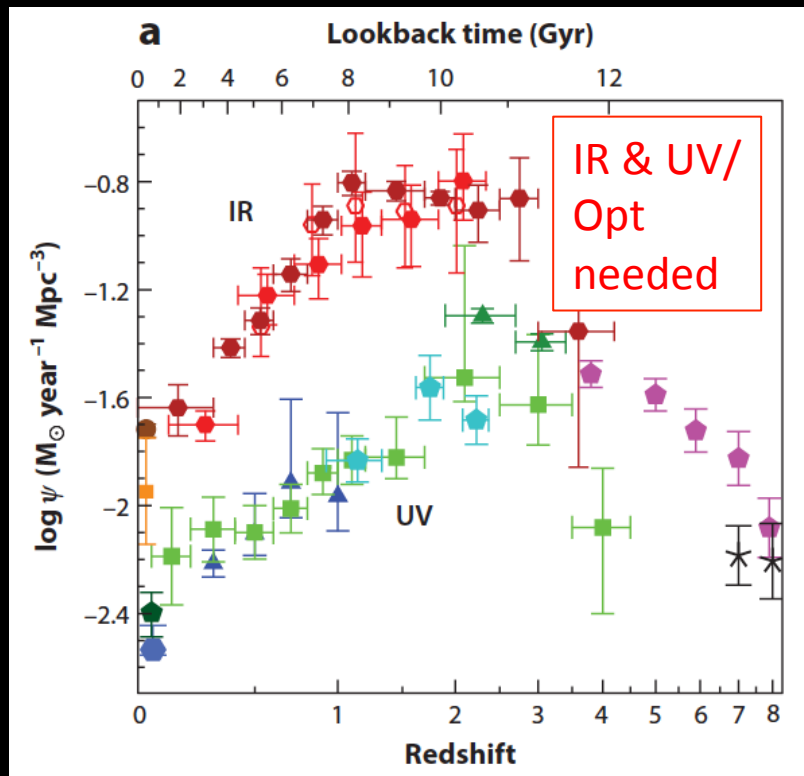 a
Lookback time (Gyr)
0 2 4 6 8 10 12
IR & UV/
Opt
needed
−0.8
IR
−1.2
log ψ (M⊙ year⁻¹ Mpc⁻³)
−1.6
−2
UV
−2.4
0 1 2 3 4 5 6 7 8
Redshift